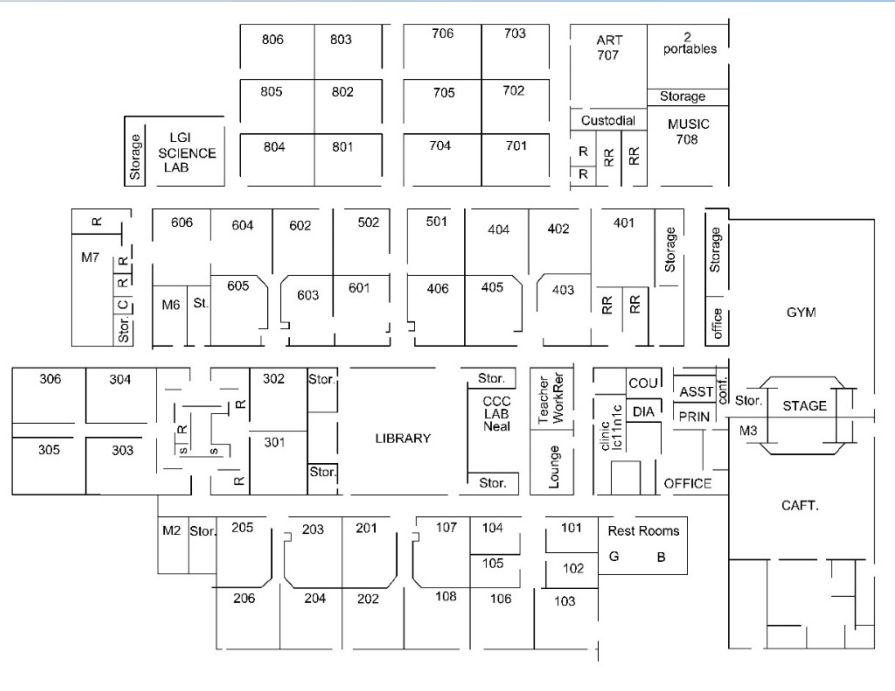 806 803 706 703 ART 707 2 portables
805 802 705 702 Storage
Custodial MUSIC 708
Storage LGI SCIENCE LAB 804 801 704 701 R R RR RR
R M7 R R C Stor.
606 604 602 502 501 404 402 401 Storage Storage
M6 St. 605 603 601 406 405 403 RR RR office
GYM
306 304 R 302 Stor. Stor. Teacher WorkRer COU ASST conf. Stor. STAGE
CCC LAB Neal clinic lc11n1c DIA PRIN M3
305 303 R s s R 301 Stor. LIBRARY Stor. Lounge OFFICE
CAFT.
M2 Stor. 205 203 201 107 104 101 Rest Rooms
105 102 G B
206 204 202 108 106 103